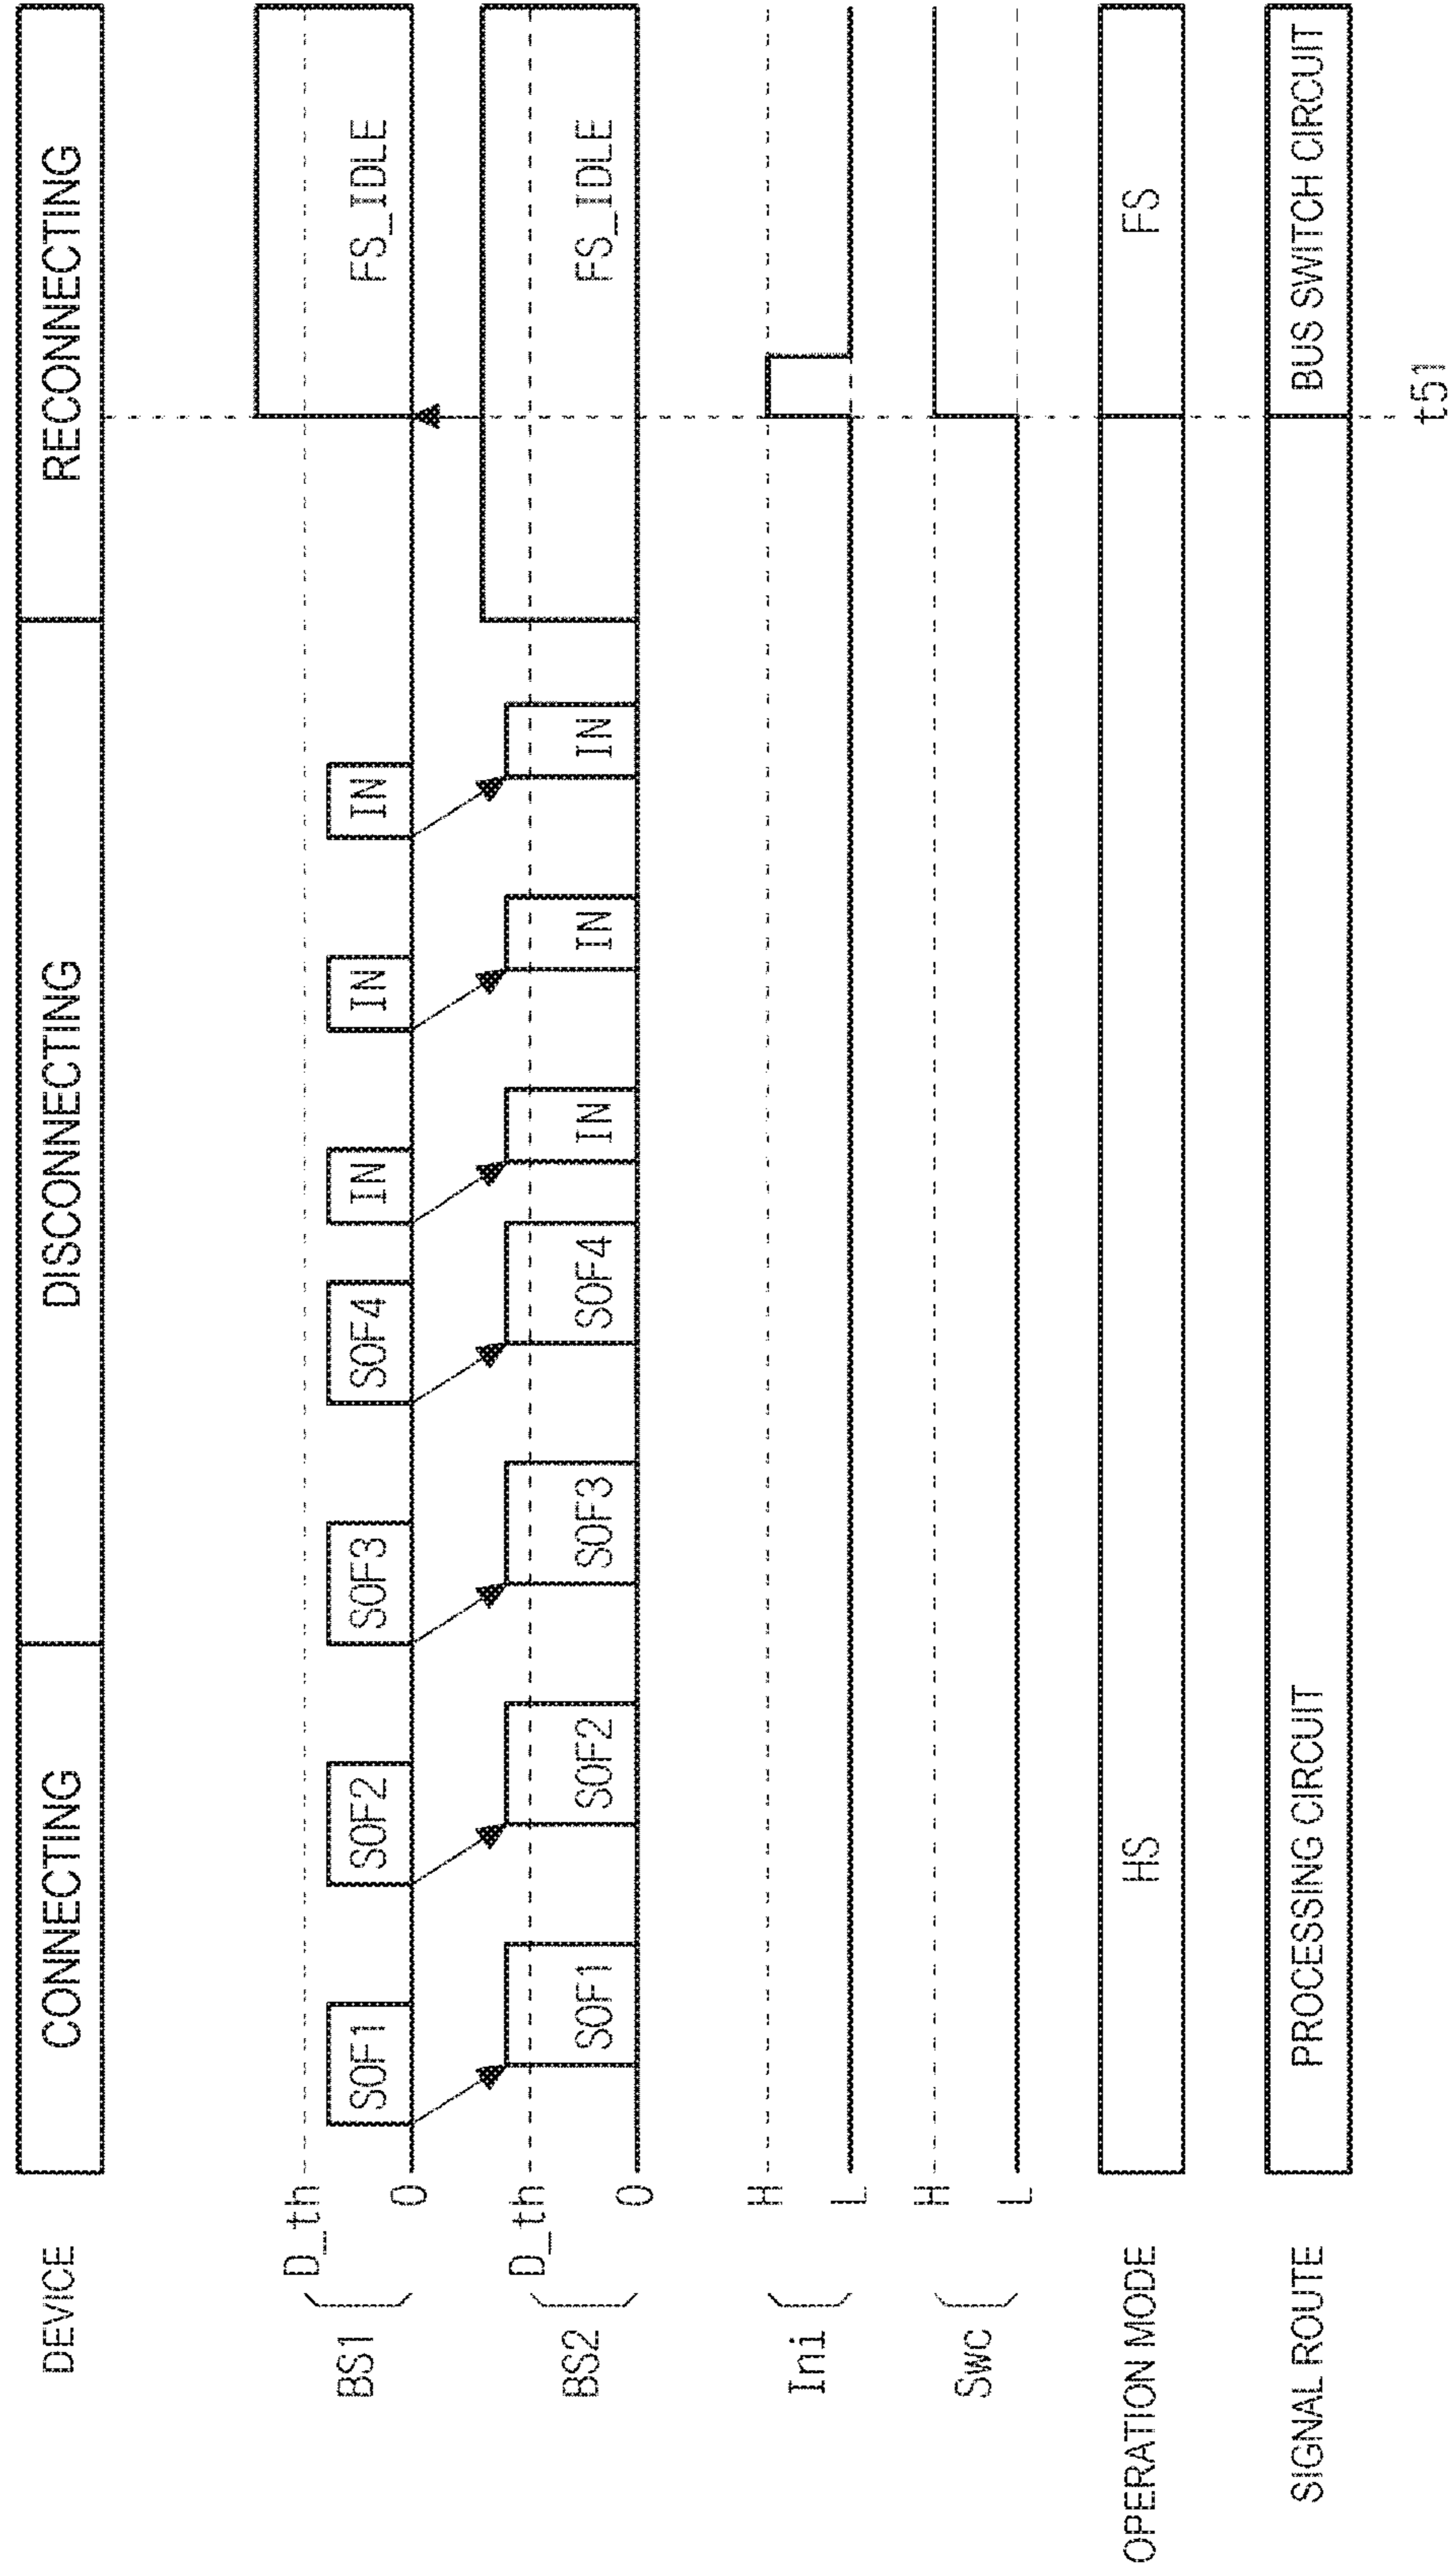 DEVICE CONNECTING DISCONNECTING RECONNECTING
D_th
BS1 SOF1 SOF2 SOF3 SOF4 IN IN IN FS_IDLE
0
D_th
BS2 SOF1 SOF2 SOF3 SOF4 IN IN IN FS_IDLE
0
H
Ini
L
H
Swc
L
OPERATION MODE HS FS
SIGNAL ROUTE PROCESSING CIRCUIT BUS SWITCH CIRCUIT
t51